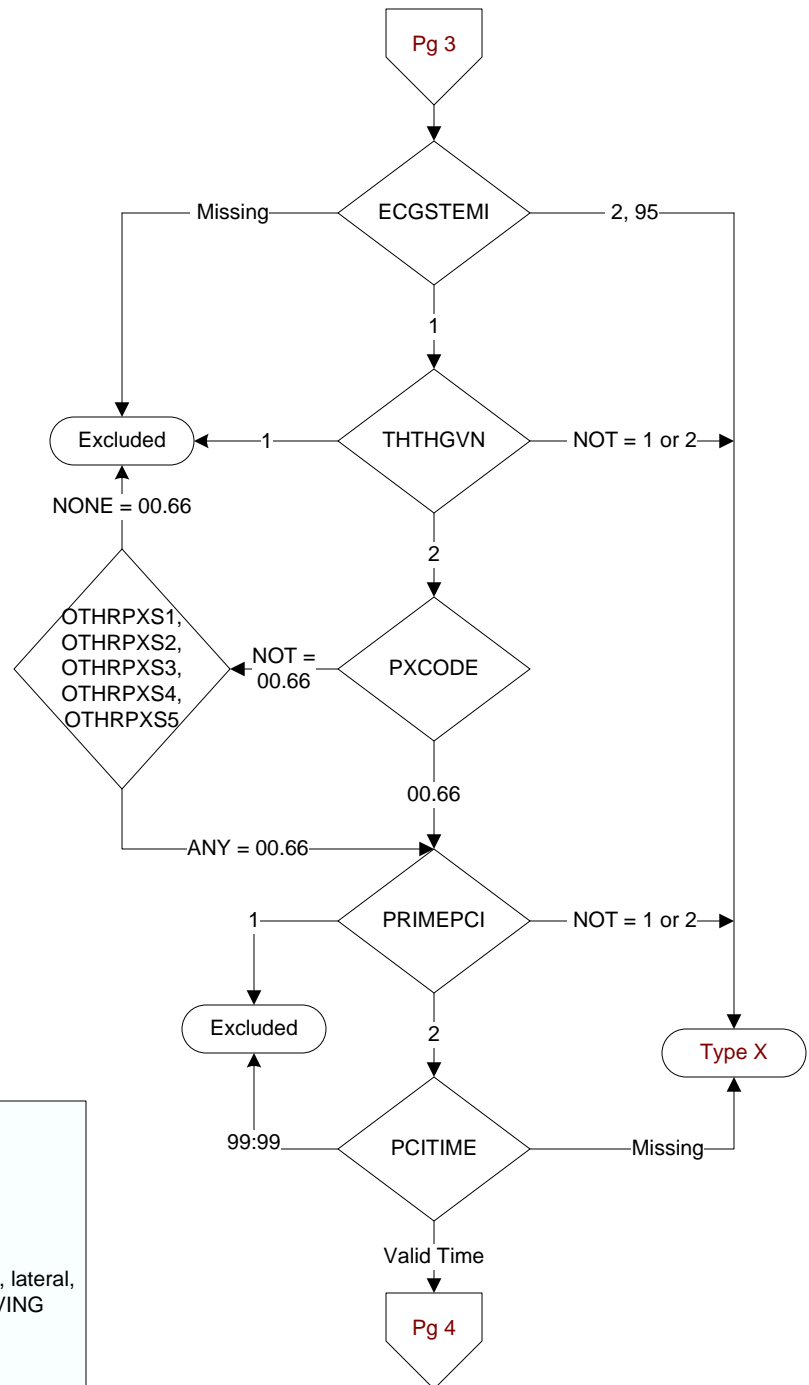 Pg 3
ECGSTEMI
Missing
2, 95
1
THTHGVN
Excluded
1
NOT = 1 or 2
NONE = 00.66
2
OTHRPXS1,
OTHRPXS2,
OTHRPXS3,
OTHRPXS4,
OTHRPXS5
NOT =
00.66
PXCODE
00.66
ANY = 00.66
PRIMEPCI
1
NOT = 1 or 2
Excluded
2
Type X
99:99
PCITIME
Missing
Valid Time
, lateral,
VING
Pg 4